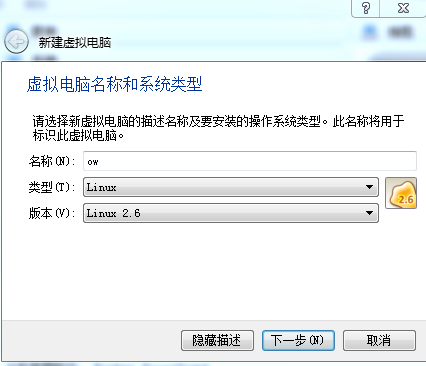 新建虚拟电脑
虚拟电脑名称和系统类型
请选择新虚拟电脑的描述名称及要安装的操作系统类型。此名称将用于
标识此虚拟电脑。
名称(N): ow
类型(T): Linux
版本(V): Linux 2.6
2.6
隐藏描述 下一步(N) 取消